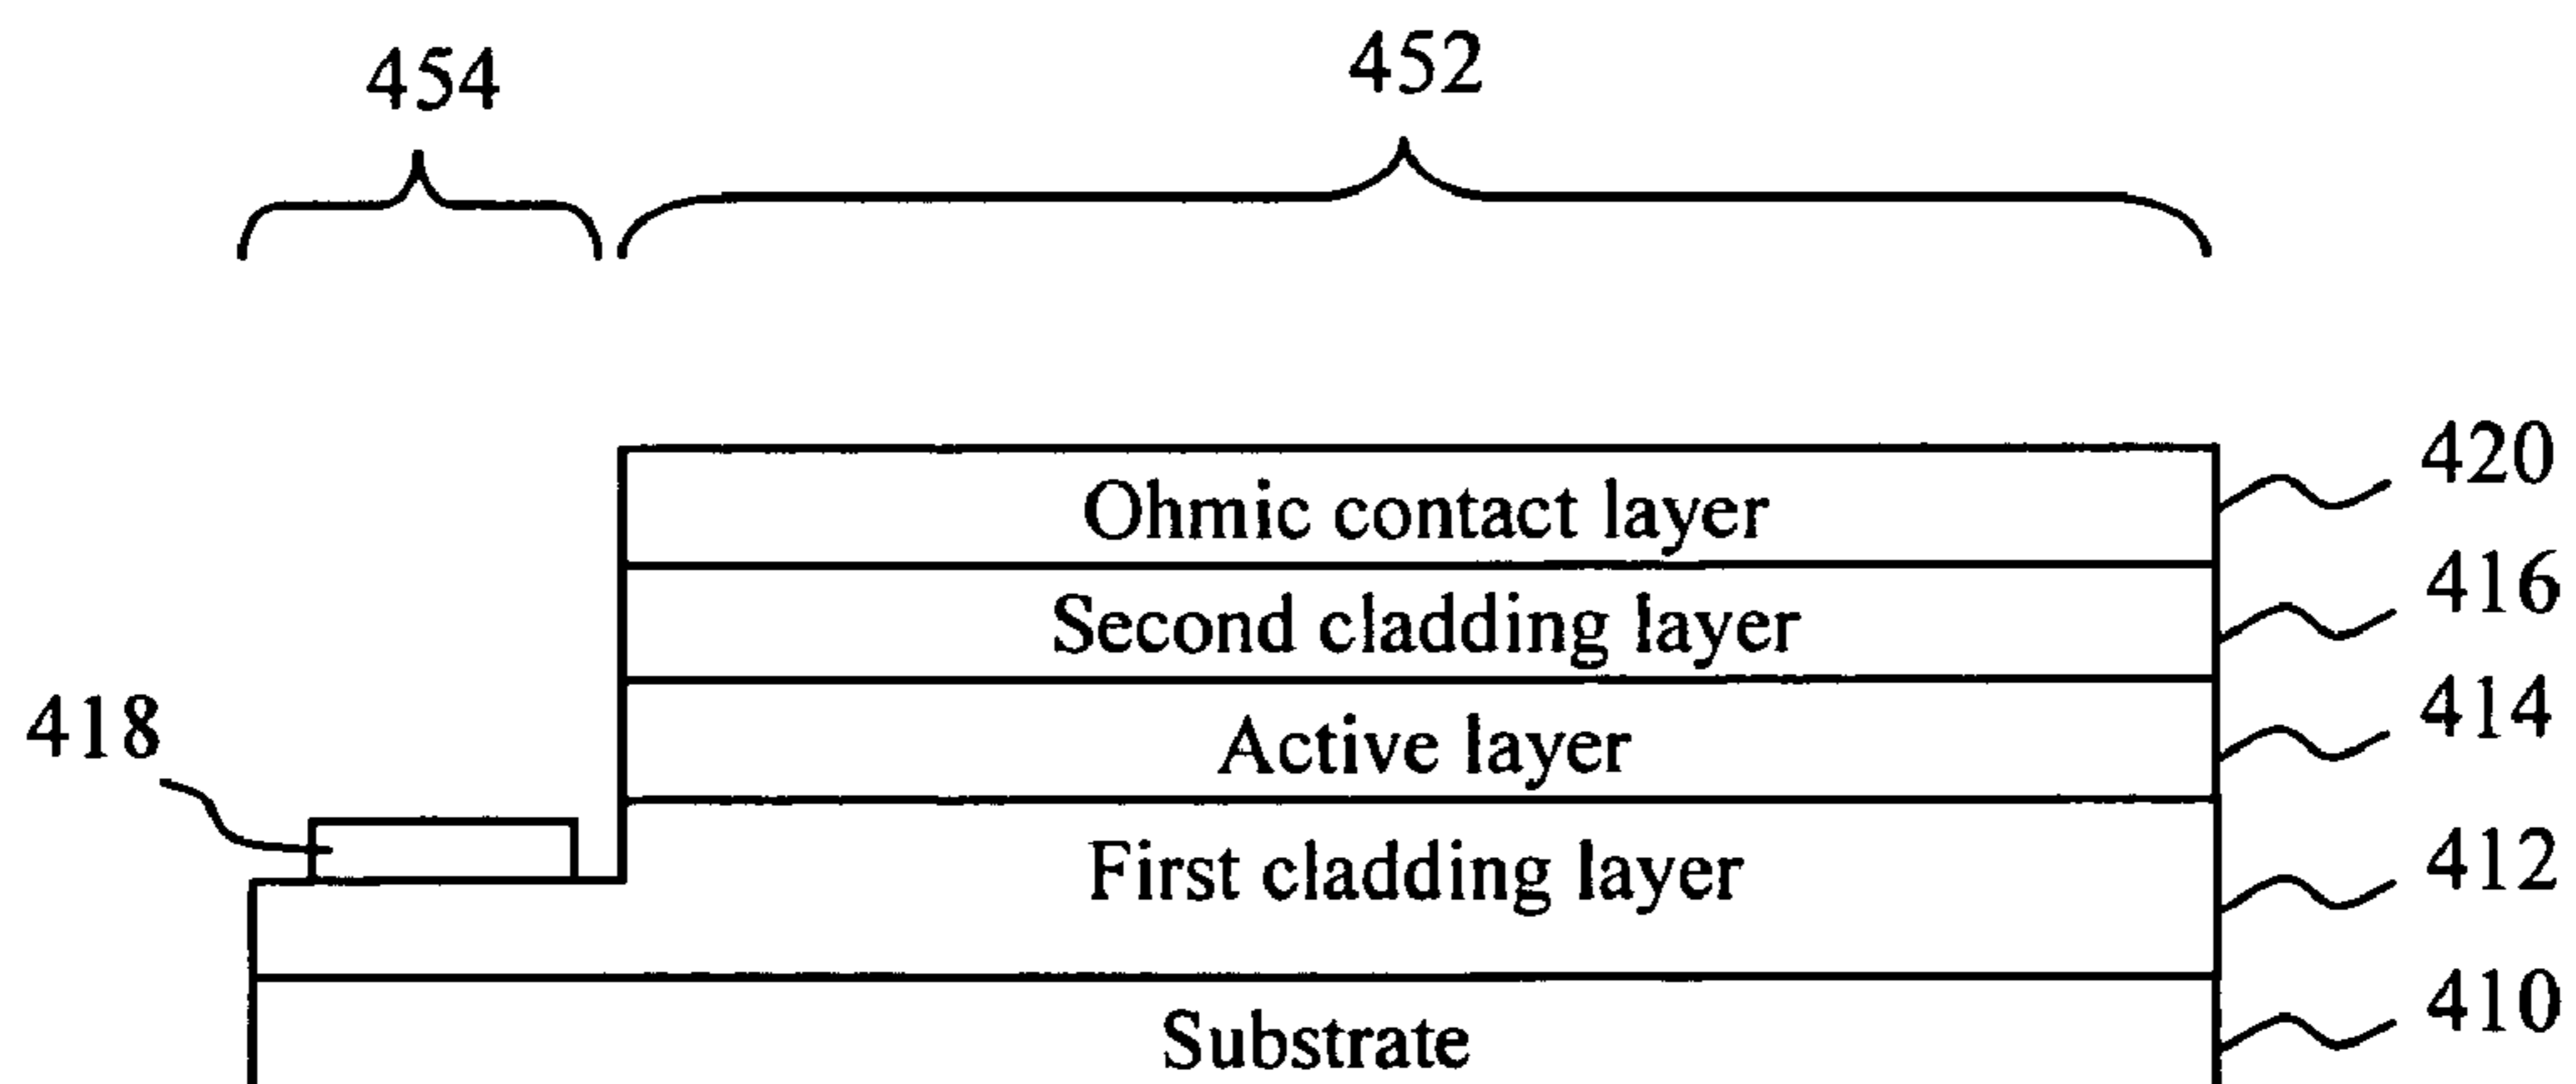 454
452
Ohmic contact layer
420
Second cladding layer
416
Active layer
414
418
First cladding layer
412
Substrate
410